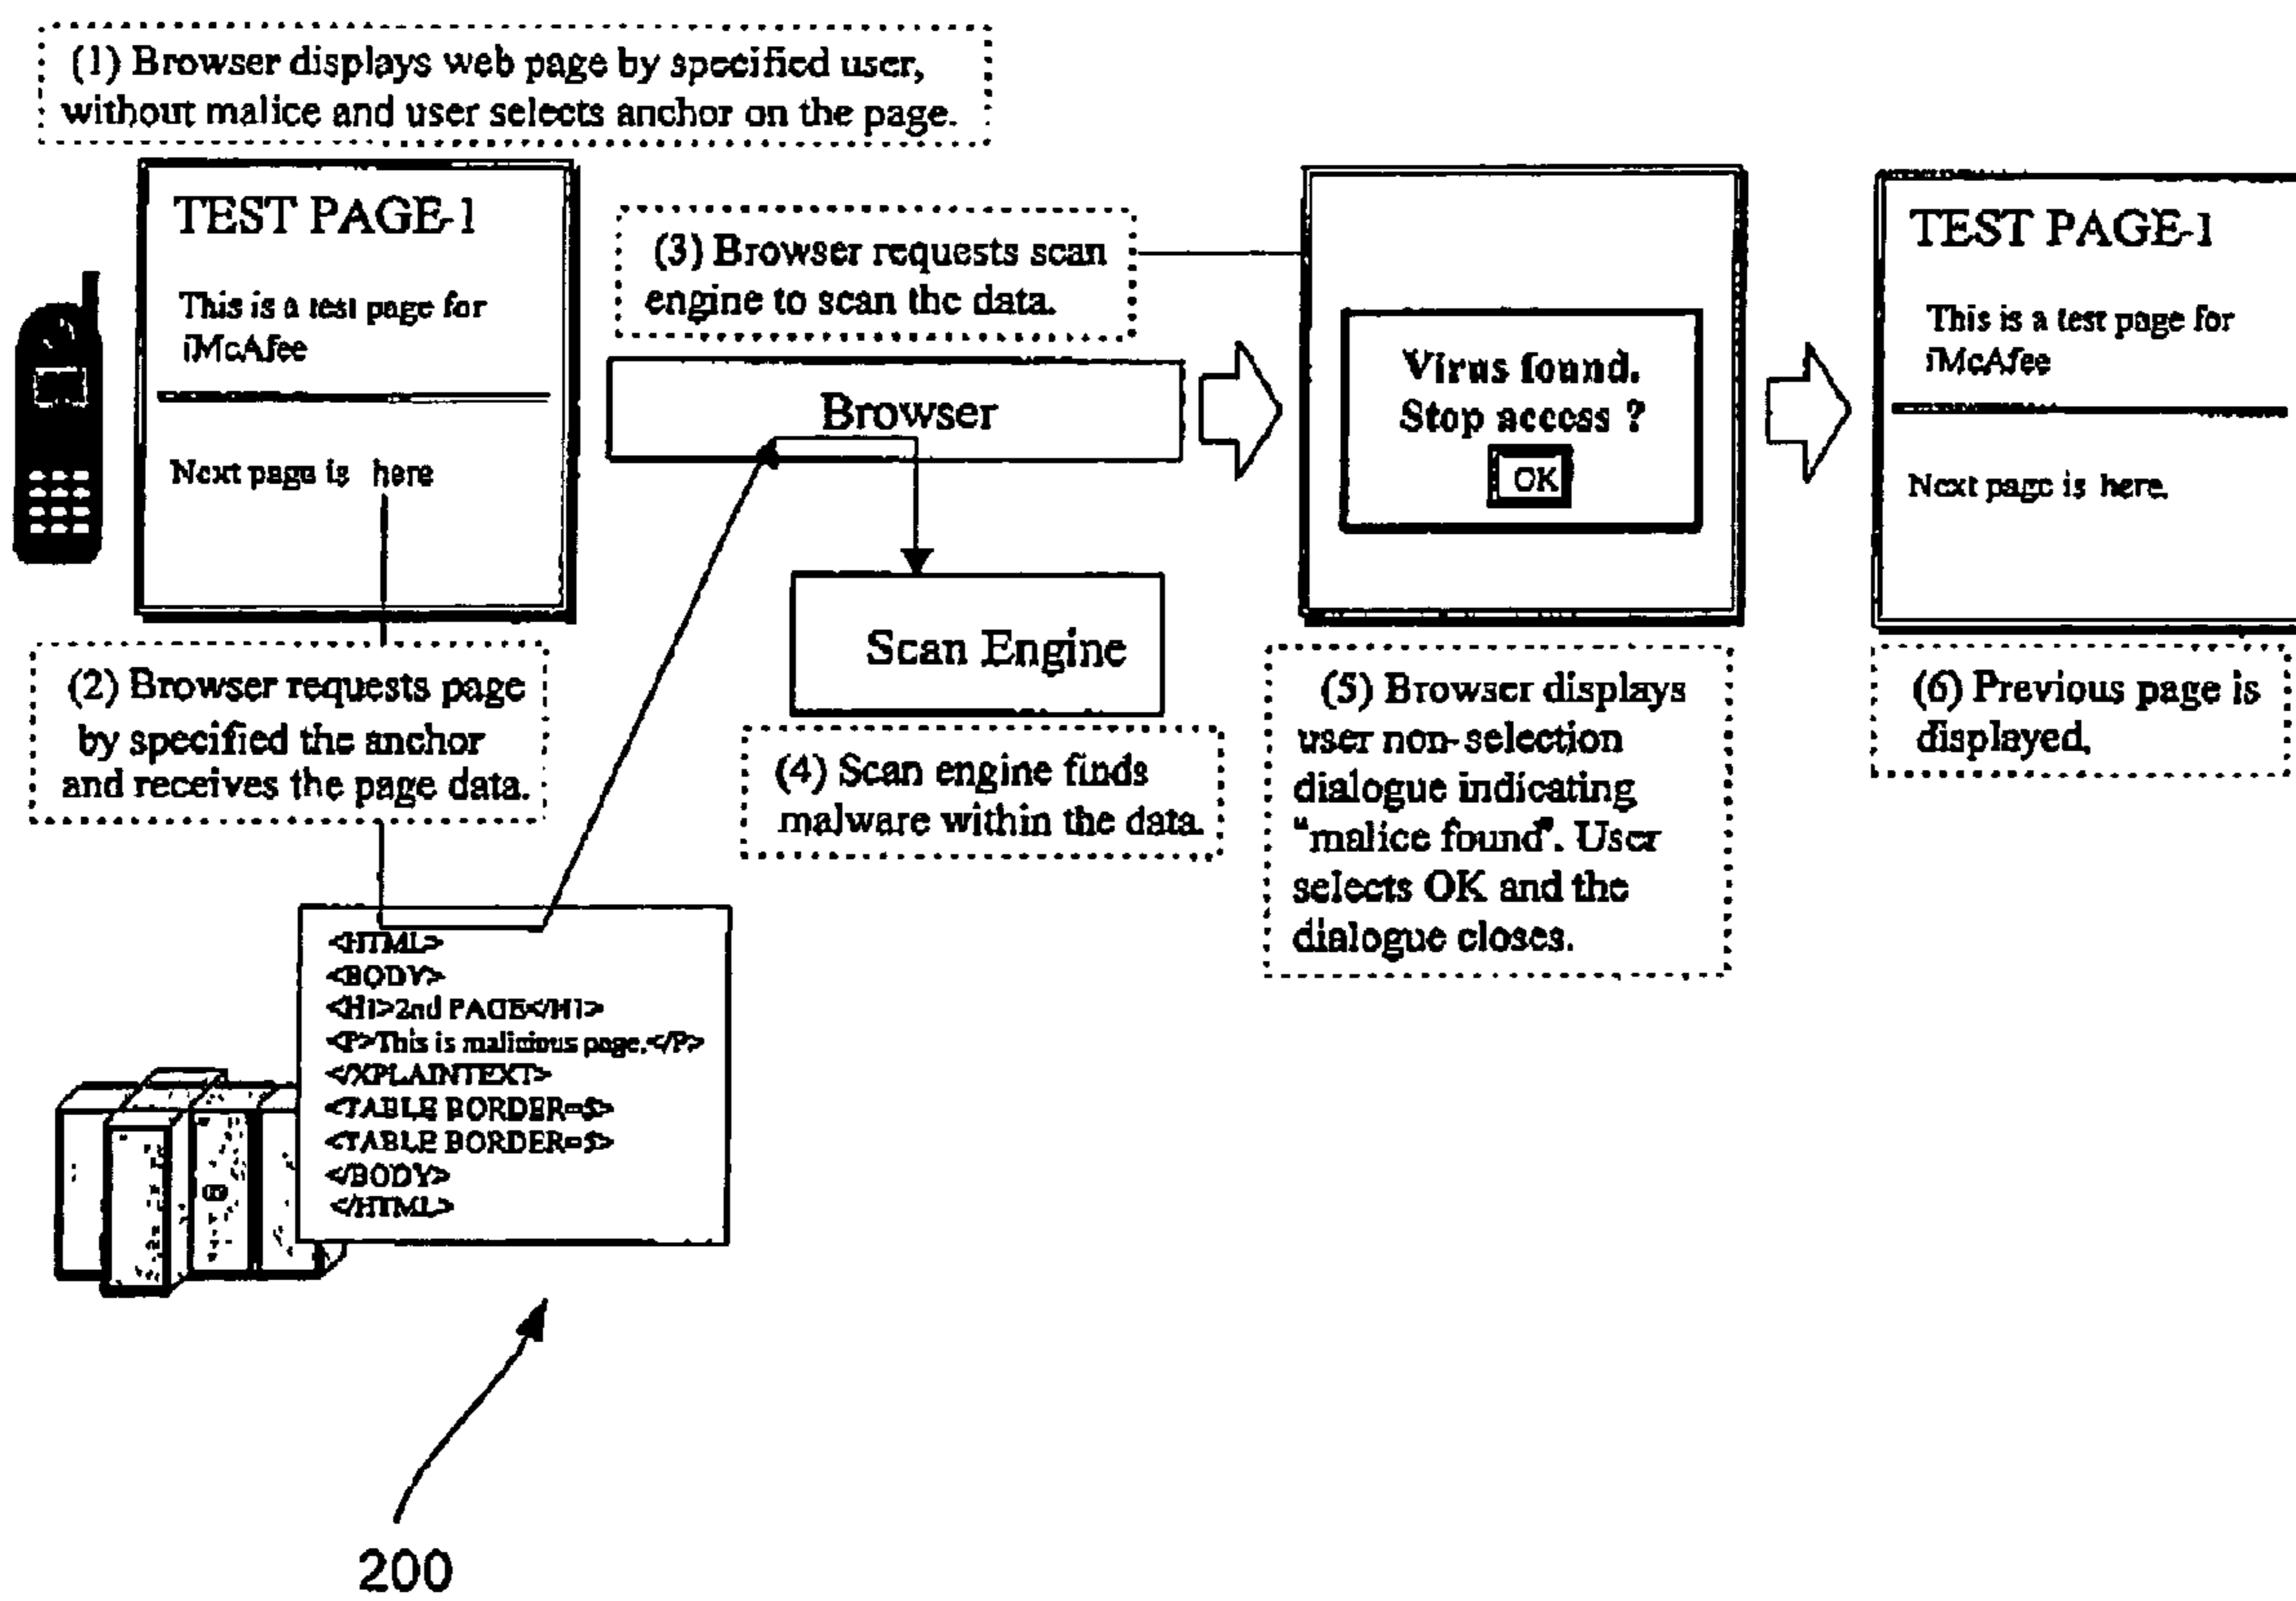 (1) Browser displays web page by specified user,
without malice and user selects anchor on the page.
TEST PAGE-1
This is a test page for
iMcAfee
Next page is here
(2) Browser requests page
by specified the anchor
and receives the page data.
<HTML>
<BODY>
<H1>2nd PAGE</H1>
<P>This is malicious page.</P>
</XPLAINTEXT>
<TABLE BORDER=5>
<TABLE BORDER=5>
</BODY>
</HTML>
(3) Browser requests scan
engine to scan the data.
Browser
Scan Engine
(4) Scan engine finds
malware within the data.
Virus found.
Stop access ?
OK
(5) Browser displays
user non-selection
dialogue indicating
"malice found". User
selects OK and the
dialogue closes.
TEST PAGE-1
This is a test page for
iMcAfee
Next page is here.
(6) Previous page is
displayed.
200